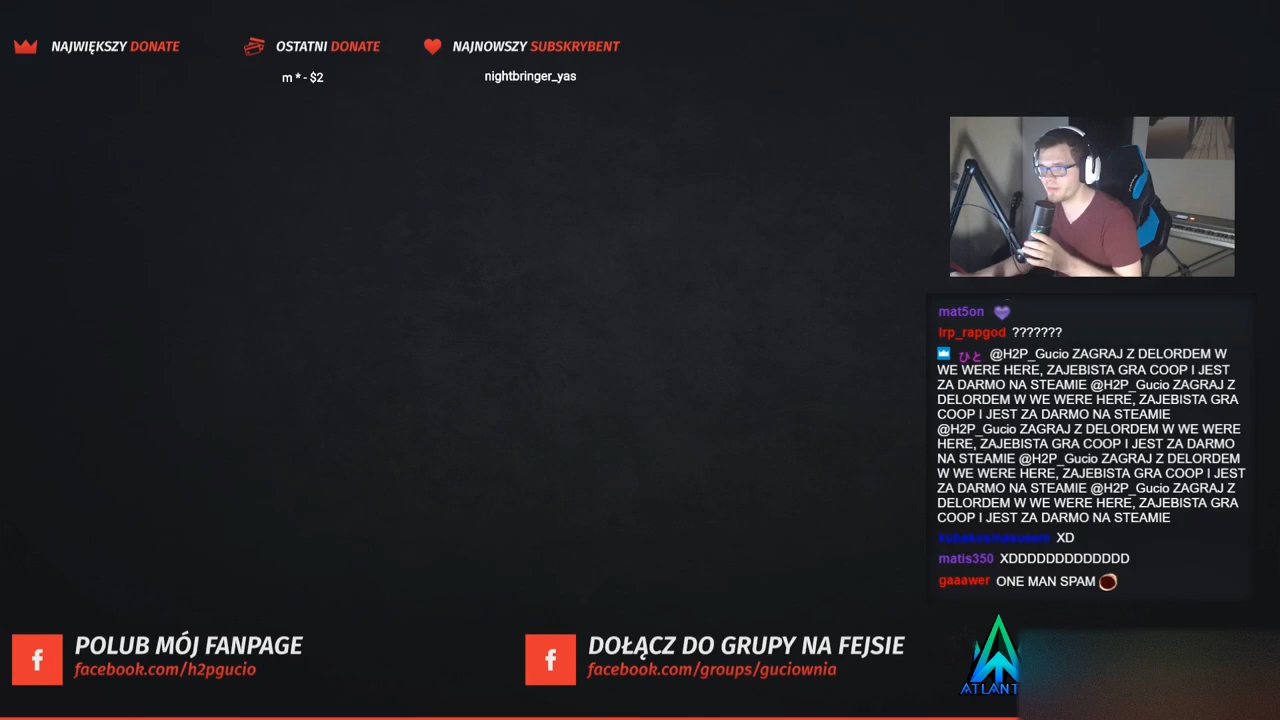 NAJWIĘKSZY DONATE
OSTATNI DONATE
NAJNOWSZY SUBSKRYBENT
m * - $2
nightbringer_yas
mat5on
lrp_rapgod ???????
ひと @H2P_Gucio ZAGRAJ Z DELORDEM W
WE WERE HERE, ZAJEBISTA GRA COOP I JEST
ZA DARMO NA STEAMIE @H2P_Gucio ZAGRAJ Z
DELORDEM W WE WERE HERE, ZAJEBISTA GRA
COOP I JEST ZA DARMO NA STEAMIE
@H2P_Gucio ZAGRAJ Z DELORDEM W WE WERE
HERE, ZAJEBISTA GRA COOP I JEST ZA DARMO
NA STEAMIE @H2P_Gucio ZAGRAJ Z DELORDEM
W WE WERE HERE, ZAJEBISTA GRA COOP I JEST
ZA DARMO NA STEAMIE @H2P_Gucio ZAGRAJ Z
DELORDEM W WE WERE HERE, ZAJEBISTA GRA
COOP I JEST ZA DARMO NA STEAMIE
XD
matis350 XDDDDDDDDDDDDD
gaaawer ONE MAN SPAM
POLUB MÓJ FANPAGE
facebook.com/h2pgucio
DOŁĄCZ DO GRUPY NA FEJSIE
facebook.com/groups/guciownia
ATLANT